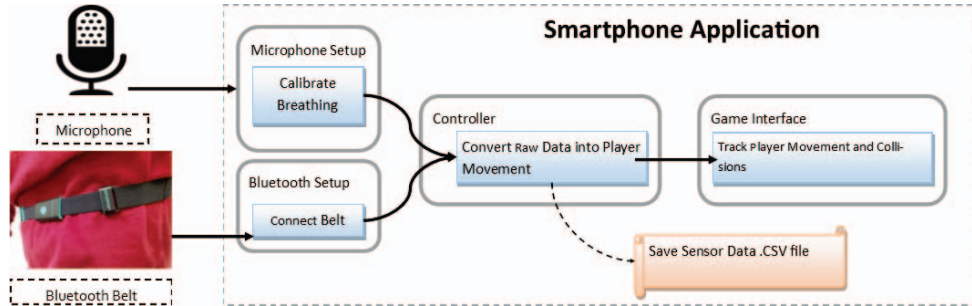 Smartphone Application
Microphone Setup
Calibrate
Breathing
Microphone
Bluetooth Setup
Connect Belt
Bluetooth Belt
Controller
Convert Raw Data into Player
Movement
Game Interface
Track Player Movement and Colli-
sions
Save Sensor Data .CSV file